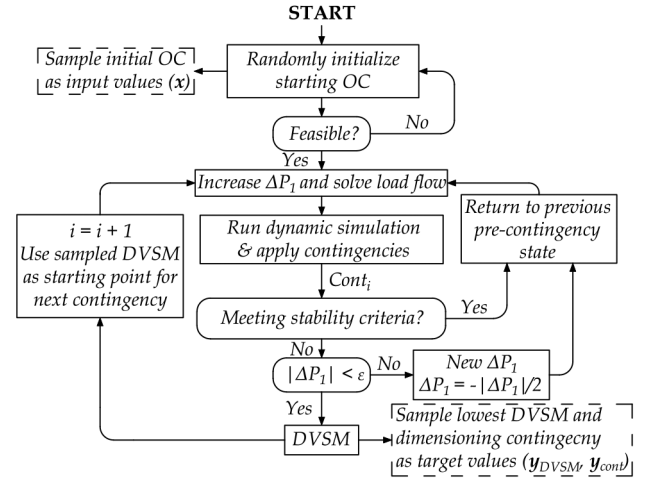 START
Sample initial OC
as input values (x)
Randomly initialize
starting OC
Feasible?
No
Yes
Increase ΔP₁ and solve load flow
i = i + 1
Use sampled DVSM
as starting point for
next contingency
Run dynamic simulation
& apply contingencies
Return to previous
pre-contingency
state
Contᵢ
Meeting stability criteria?
Yes
No
|ΔP₁| < ε
No
New ΔP₁
ΔP₁ = -|ΔP₁|/2
Yes
DVSM
Sample lowest DVSM and
dimensioning contingecny
as target values (y_DVSM, y_cont)